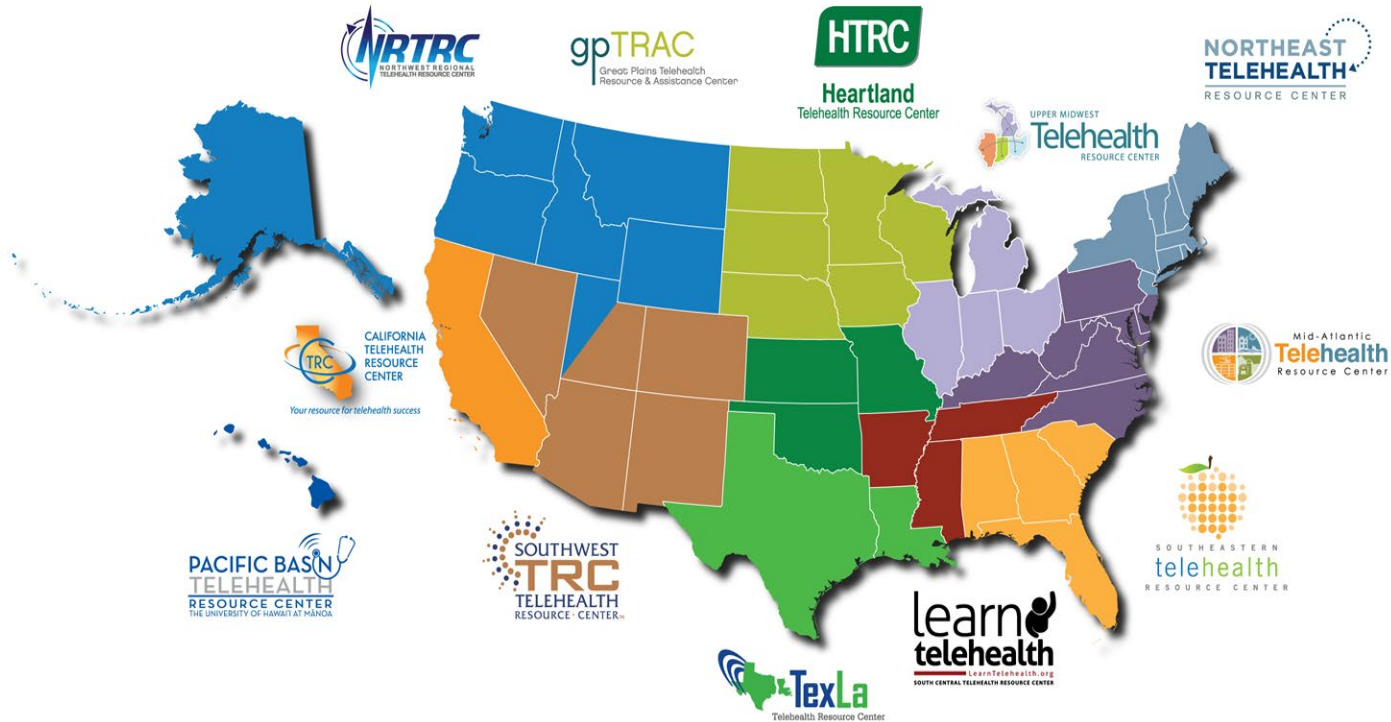 NRTRC
NORTHWEST REGIONAL
TELEHEALTH RESOURCE CENTER
gpTRAC
Great Plains Telehealth
Resource & Assistance Center
HTRC
Heartland
Telehealth Resource Center
UPPER MIDWEST
Telehealth
RESOURCE CENTER
NORTHEAST
TELEHEALTH
RESOURCE CENTER
CTRC
CALIFORNIA
TELEHEALTH
RESOURCE
CENTER
Your resource for telehealth success
Mid-Atlantic
Telehealth
Resource Center
PACIFIC BASIN
TELEHEALTH
RESOURCE CENTER
THE UNIVERSITY OF HAWAI'I AT MĀNOA
SOUTHWEST
TRC
TELEHEALTH
RESOURCE • CENTER
SOUTHEASTERN
telehealth
RESOURCE CENTER
learn
telehealth
LearnTelehealth.org
SOUTH CENTRAL TELEHEALTH RESOURCE CENTER
TexLa
Telehealth Resource Center